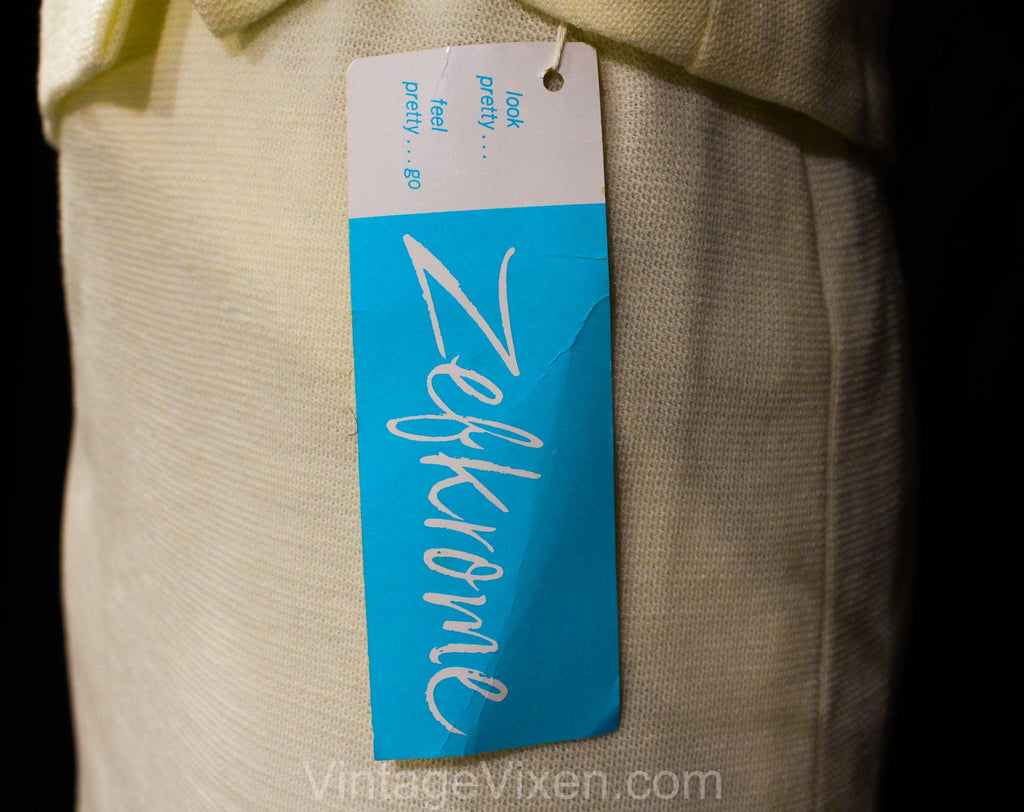 look
pretty...
feel
pretty...go
Zefkrome
VintageVixen.com